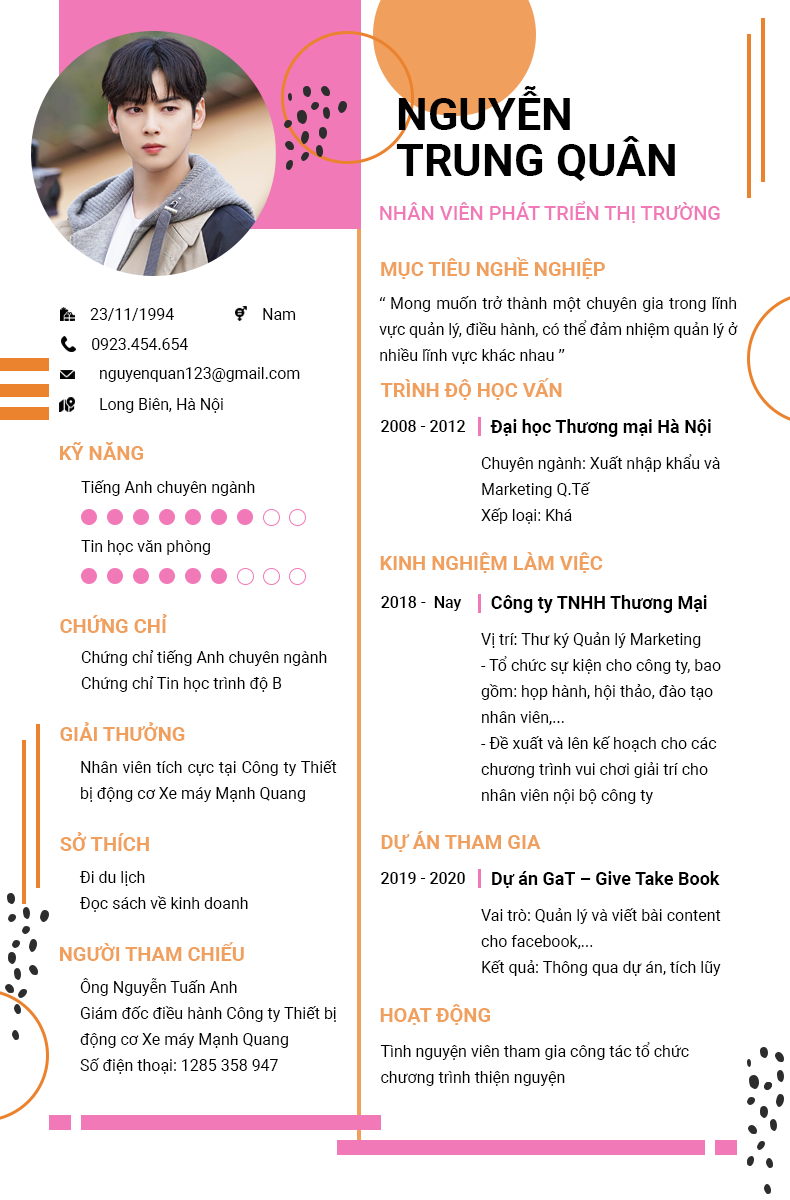 NGUYỄN
TRUNG QUÂN
NHÂN VIÊN PHÁT TRIỂN THỊ TRƯỜNG
23/11/1994 Nam
0923.454.654
nguyenquan123@gmail.com
Long Biên, Hà Nội
KỸ NĂNG
Tiếng Anh chuyên ngành
Tin học văn phòng
CHỨNG CHỈ
Chứng chỉ tiếng Anh chuyên ngành
Chứng chỉ Tin học trình độ B
GIẢI THƯỞNG
Nhân viên tích cực tại Công ty Thiết
bị động cơ Xe máy Mạnh Quang
SỞ THÍCH
Đi du lịch
Đọc sách về kinh doanh
NGƯỜI THAM CHIẾU
Ông Nguyễn Tuấn Anh
Giám đốc điều hành Công ty Thiết bị
động cơ Xe máy Mạnh Quang
Số điện thoại: 1285 358 947
MỤC TIÊU NGHỀ NGHIỆP
“ Mong muốn trở thành một chuyên gia trong lĩnh
vực quản lý, điều hành, có thể đảm nhiệm quản lý ở
nhiều lĩnh vực khác nhau ”
TRÌNH ĐỘ HỌC VẤN
2008 - 2012 Đại học Thương mại Hà Nội
Chuyên ngành: Xuất nhập khẩu và
Marketing Q.Tế
Xếp loại: Khá
KINH NGHIỆM LÀM VIỆC
2018 - Nay Công ty TNHH Thương Mại
Vị trí: Thư ký Quản lý Marketing
- Tổ chức sự kiện cho công ty, bao
gồm: họp hành, hội thảo, đào tạo
nhân viên,...
- Đề xuất và lên kế hoạch cho các
chương trình vui chơi giải trí cho
nhân viên nội bộ công ty
DỰ ÁN THAM GIA
2019 - 2020 Dự án GaT – Give Take Book
Vai trò: Quản lý và viết bài content
cho facebook,...
Kết quả: Thông qua dự án, tích lũy
HOẠT ĐỘNG
Tình nguyện viên tham gia công tác tổ chức
chương trình thiện nguyện